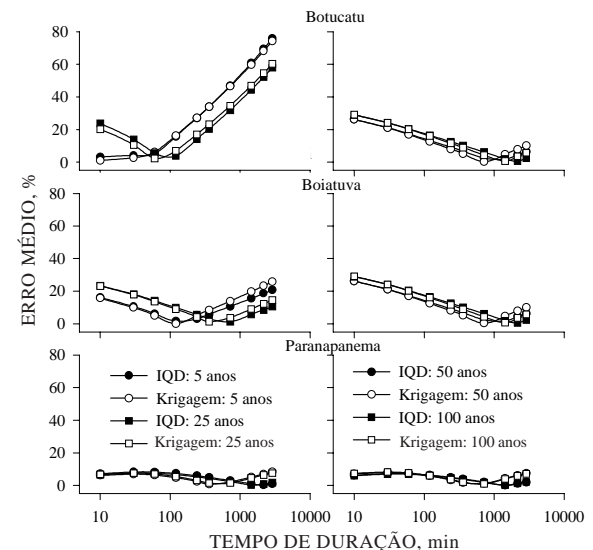 Botucatu
80
60
40
20
0
Boiatuva
80
60
40
20
0
ERRO MÉDIO, %
Paranapanema
80
40
20
0
IQD: 5 anos
Krigagem: 5 anos
IQD: 25 anos
Krigagem: 25 anos
IQD: 50 anos
Krigagem: 50 anos
IQD: 100 anos
Krigagem: 100 anos
10 100 1000 10000 10 100 1000 10000
TEMPO DE DURAÇÃO, min